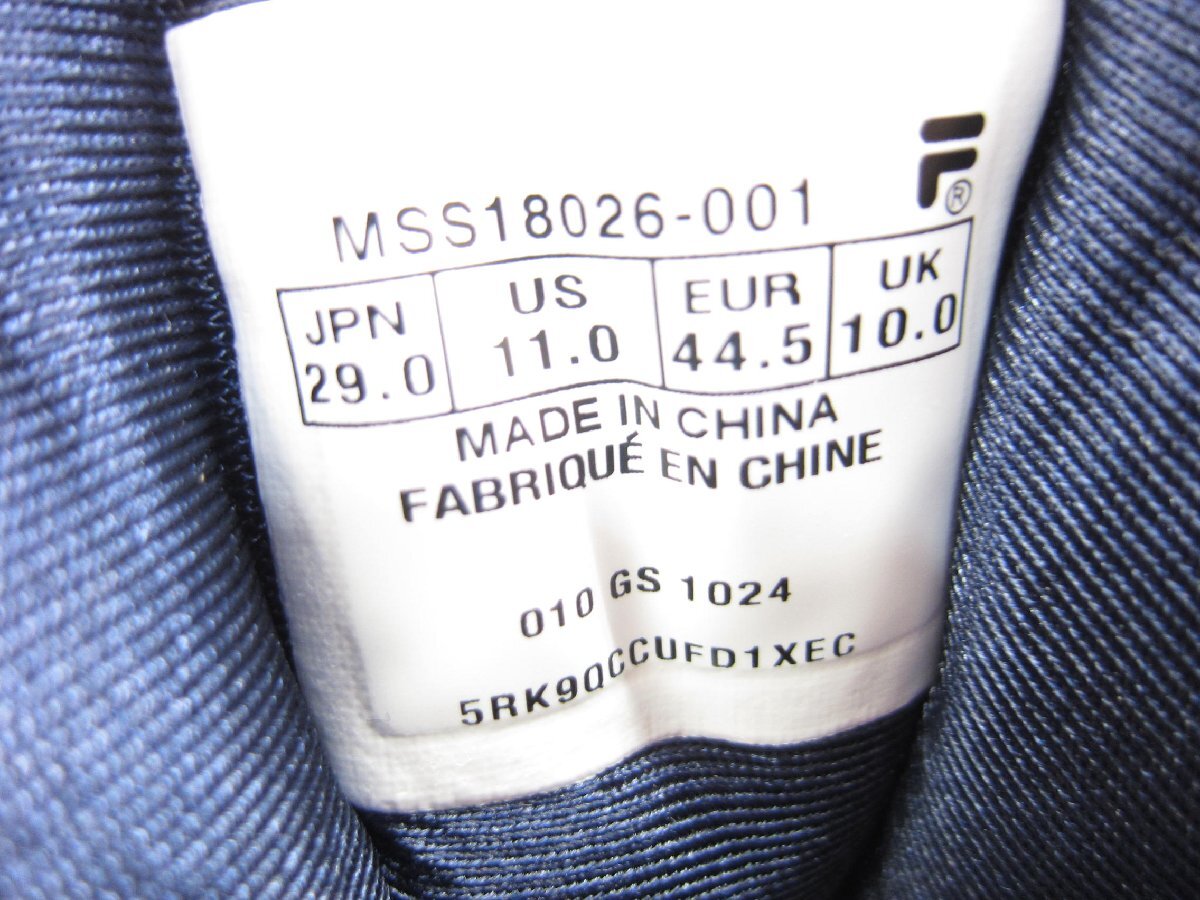 MSS18026-001
JPN US EUR UK
29.0 11.0 44.5 10.0
MADE IN CHINA
FABRIQUÉ EN CHINE
010 GS 1024
5RK9QCCUFD1XEC